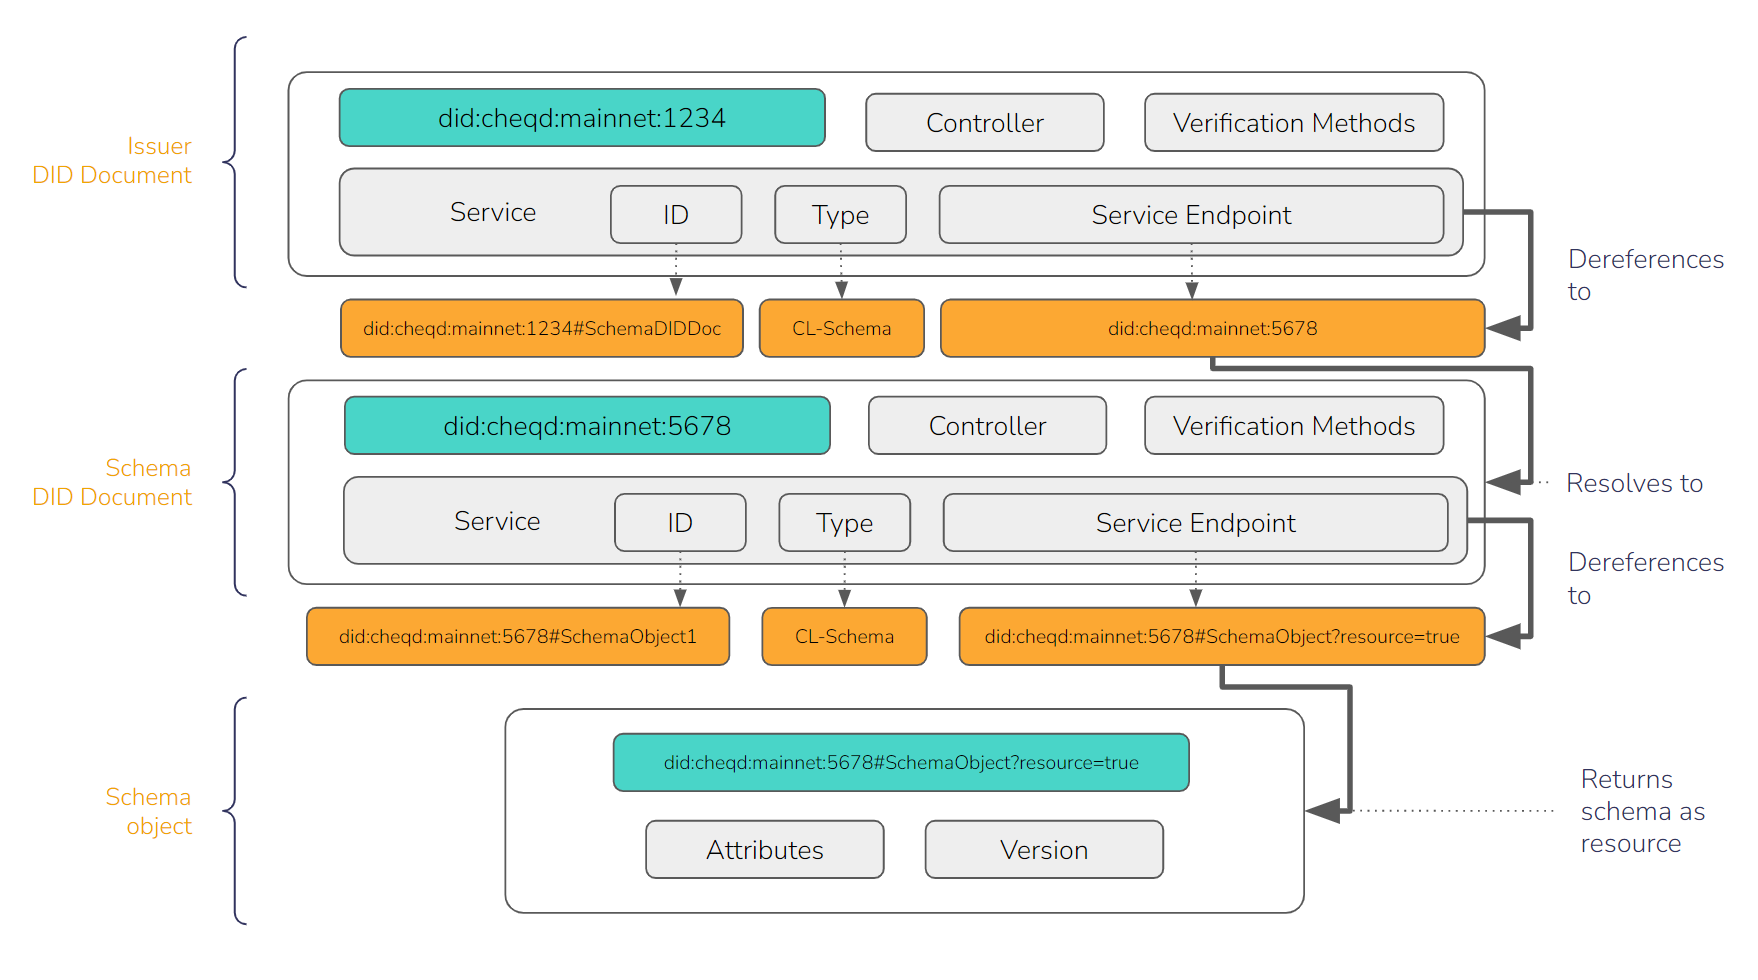 Issuer
DID Document
did:cheqd:mainnet:1234
Controller
Verification Methods
Service
ID
Type
Service Endpoint
Dereferences
to
did:cheqd:mainnet:1234#SchemaDIDDoc
CL-Schema
did:cheqd:mainnet:5678
Schema
DID Document
did:cheqd:mainnet:5678
Controller
Verification Methods
Resolves to
Service
ID
Type
Service Endpoint
Dereferences
to
did:cheqd:mainnet:5678#SchemaObject1
CL-Schema
did:cheqd:mainnet:5678#SchemaObject?resource=true
Schema
object
did:cheqd:mainnet:5678#SchemaObject?resource=true
Attributes
Version
Returns
schema as
resource